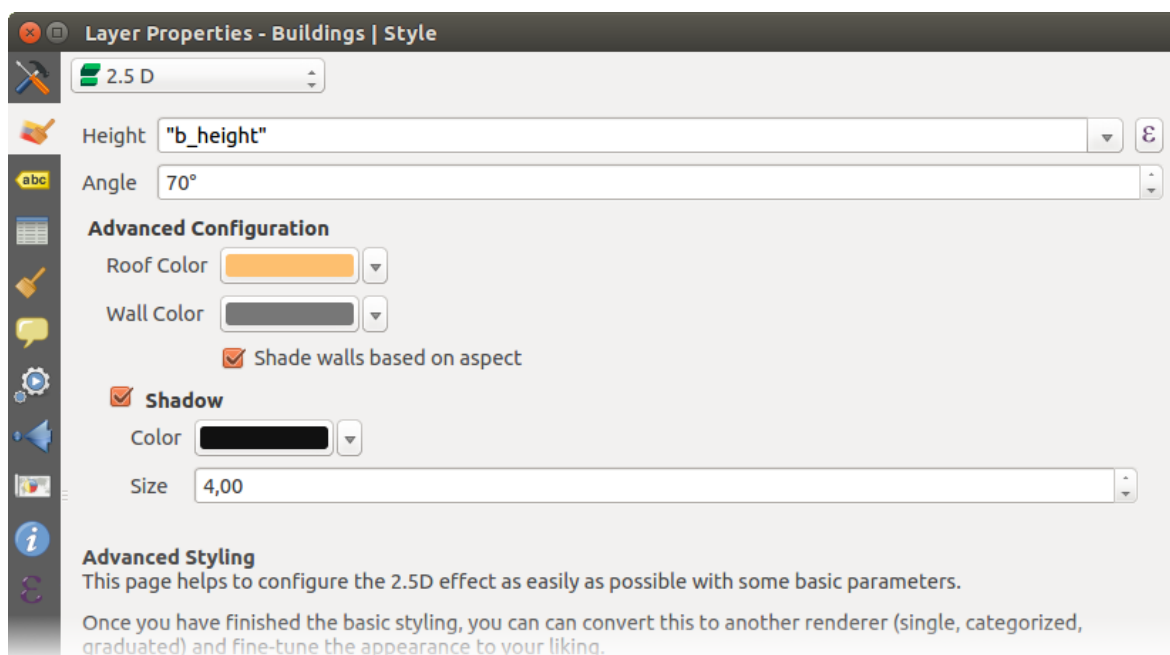 Layer Properties - Buildings | Style
2.5 D
Height "b_height" ε
abc
Angle 70°
Advanced Configuration
Roof Color
Wall Color
Shade walls based on aspect
Shadow
Color
Size 4,00
Advanced Styling
This page helps to configure the 2.5D effect as easily as possible with some basic parameters.
Once you have finished the basic styling, you can can convert this to another renderer (single, categorized,
graduated) and fine-tune the appearance to your liking.